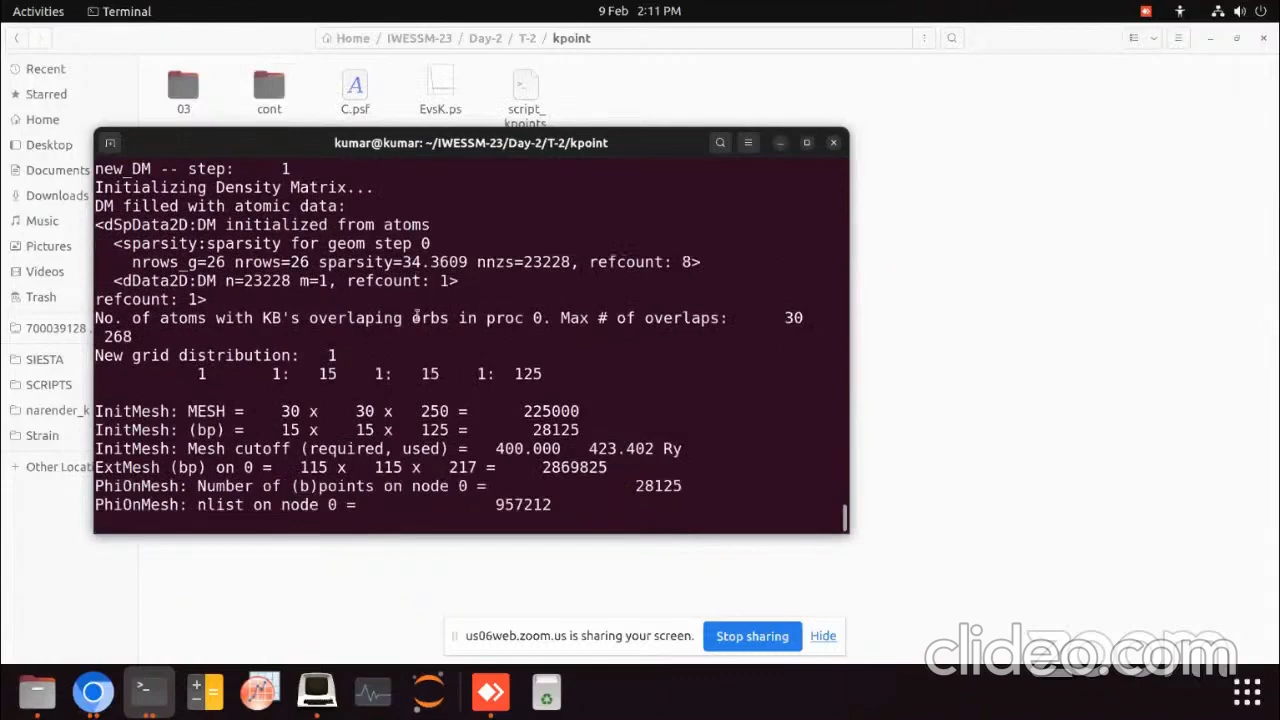 Activities
Terminal
9 Feb 2:11 PM
Home / IWESSM-23 / Day-2 / T-2 / kpoint
Recent
Starred
Home
Desktop
Documents
Downloads
Music
Pictures
Videos
Trash
700039128 .
SIESTA
SCRIPTS
narender_k
Strain
+ Other Locat
03
cont
C.psf
EvsK.ps
script_
kpoints
kumar@kumar: ~/IWESSM-23/Day-2/T-2/kpoint
new_DM -- step: 1
Initializing Density Matrix...
DM filled with atomic data:
<dSpData2D:DM initialized from atoms
<sparsity:sparsity for geom step 0
nrows_g=26 nrows=26 sparsity=34.3609 nnzs=23228, refcount: 8>
<dData2D:DM n=23228 m=1, refcount: 1>
refcount: 1>
No. of atoms with KB's overlaping orbs in proc 0. Max # of overlaps: 30
268
New grid distribution: 1
1 1: 15 1: 15 1: 125
InitMesh: MESH = 30 x 30 x 250 = 225000
InitMesh: (bp) = 15 x 15 x 125 = 28125
InitMesh: Mesh cutoff (required, used) = 400.000 423.402 Ry
ExtMesh (bp) on 0 = 115 x 115 x 217 = 2869825
PhiOnMesh: Number of (b)points on node 0 = 28125
PhiOnMesh: nlist on node 0 = 957212
us06web.zoom.us is sharing your screen.
Stop sharing
Hide
clideo.com
zoom